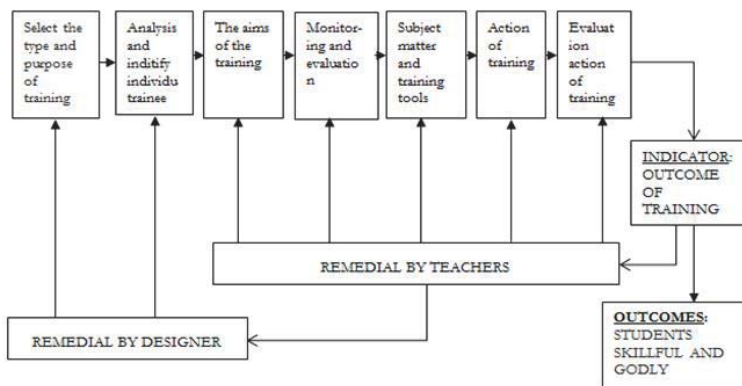 Select the
type and
purpose
of
training
Analysis
and
inditify
individu
trainee
The aims
of the
training
Monitor-
ing and
evaluatio
n
Subject
matter
and
training
tools
Action
of
training
Evaluat
ion
action
of
training
INDICATOR:
OUTCOME
OF
TRAINING
REMEDIAL BY TEACHERS
REMEDIAL BY DESIGNER
OUTCOMES:
STUDENTS
SKILLFUL AND
GODLY